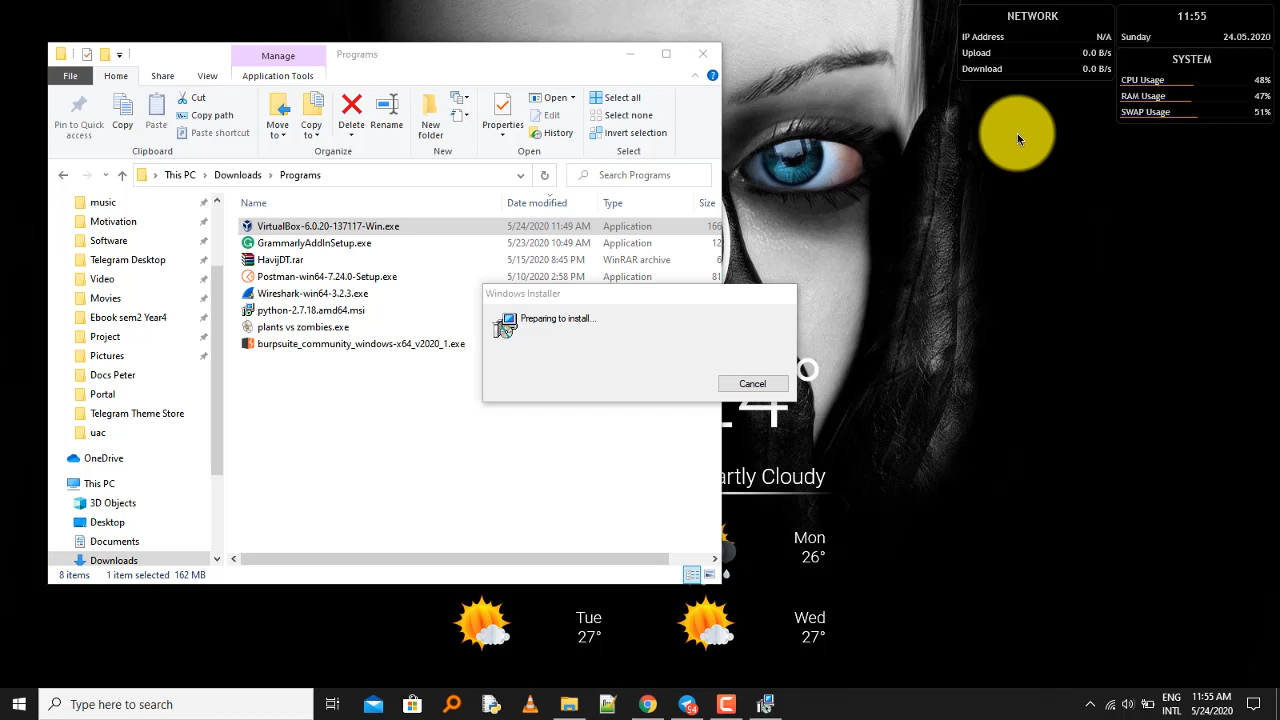 NETWORK
IP Address N/A
Upload 0.0 B/s
Download 0.0 B/s
11:55
Sunday 24.05.2020
SYSTEM
CPU Usage 48%
RAM Usage 47%
SWAP Usage 51%
Manage Programs
File Home Share View Application Tools
Pin to Quick access
Copy
Paste
Cut
Copy path
Paste shortcut
Clipboard
Move to
Copy to
Delete
Rename
Organize
New folder
New
Properties
Open
Edit
History
Open
Select all
Select none
Invert selection
Select
This PC Downloads Programs
Search Programs
Name Date modified Type Size
VirtualBox-6.0.20-137117-Win.exe 5/24/2020 11:49 AM Application 166
GrammarlyAddInSetup.exe 5/23/2020 10:49 AM Application 12
HavijDT.rar 5/15/2020 8:45 PM WinRAR archive 6
Postman-win64-7.24.0-Setup.exe 5/10/2020 2:58 PM Application 81
Wireshark-win64-3.2.3.exe
python-2.7.18.amd64.msi
plants vs zombies.exe
burpsuite_community_windows-x64_v2020_1.exe
music
Motivation
Software
Telegram Desktop
Video
Movies
Ebook sem2 Year4
Project
Pictures
Docs Peter
Portal
Telegram Theme Store
uac
OneDrive
This PC
3D Objects
Desktop
Documents
Downloads
8 items 1 item selected 162 MB
Windows Installer
Preparing to install...
Cancel
artly Cloudy
Mon
26°
Tue
27°
Wed
27°
Type here to search
54
ENG
INTL
11:55 AM
5/24/2020